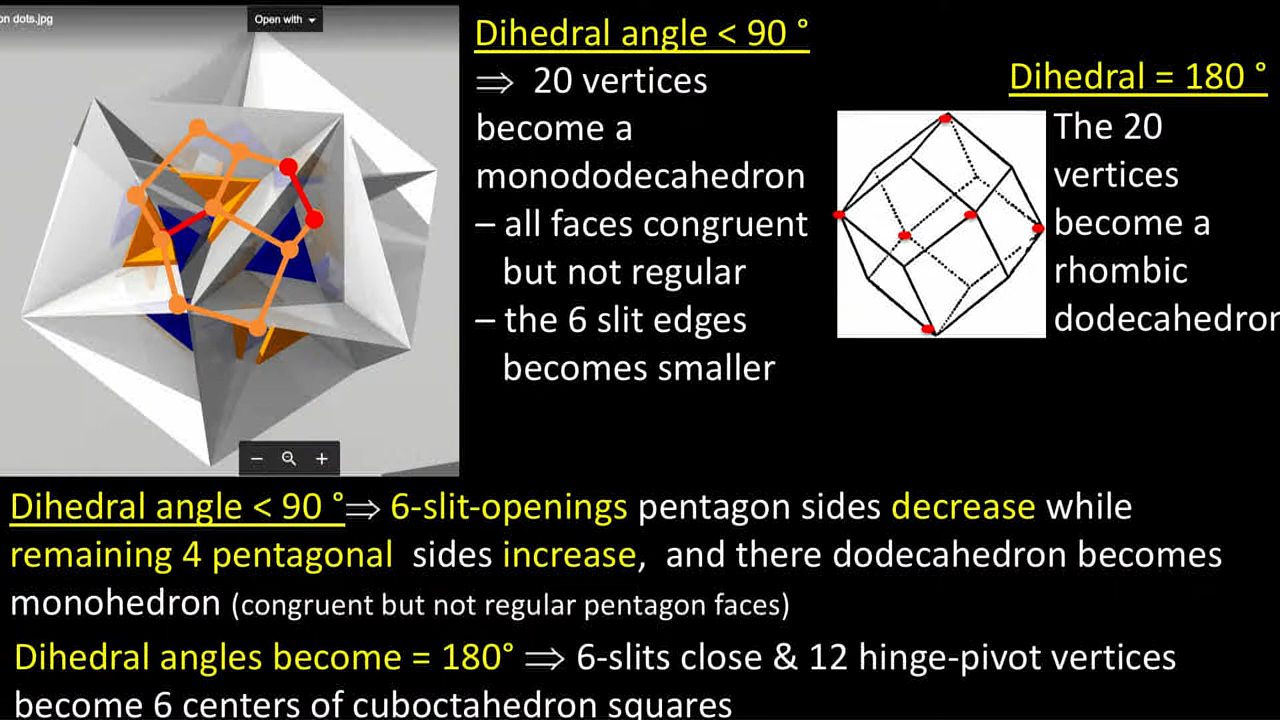 on dots.jpg
Open with
Dihedral angle < 90 °
⟹ 20 vertices
become a
monododecahedron
– all faces congruent
but not regular
– the 6 slit edges
becomes smaller
Dihedral = 180 °
The 20
vertices
become a
rhombic
dodecahedron
Dihedral angle < 90 °⟹ 6-slit-openings pentagon sides decrease while
remaining 4 pentagonal sides increase, and there dodecahedron becomes
monohedron (congruent but not regular pentagon faces)
Dihedral angles become = 180° ⟹ 6-slits close & 12 hinge-pivot vertices
become 6 centers of cuboctahedron squares